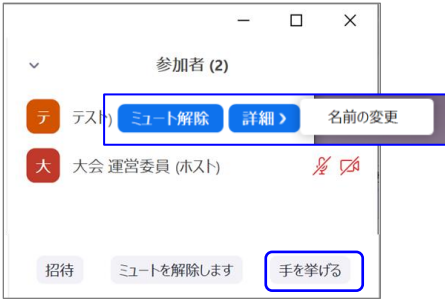 参加者 (2)
テ テスト) ミュート解除 詳細 › 名前の変更
大 大会 運営委員 (ホスト)
招待 ミュートを解除します 手を挙げる